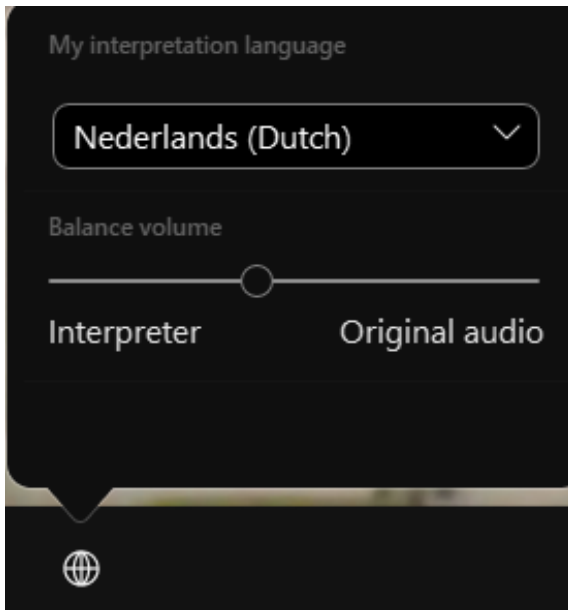 My interpretation language
Nederlands (Dutch)
Balance volume
Interpreter Original audio